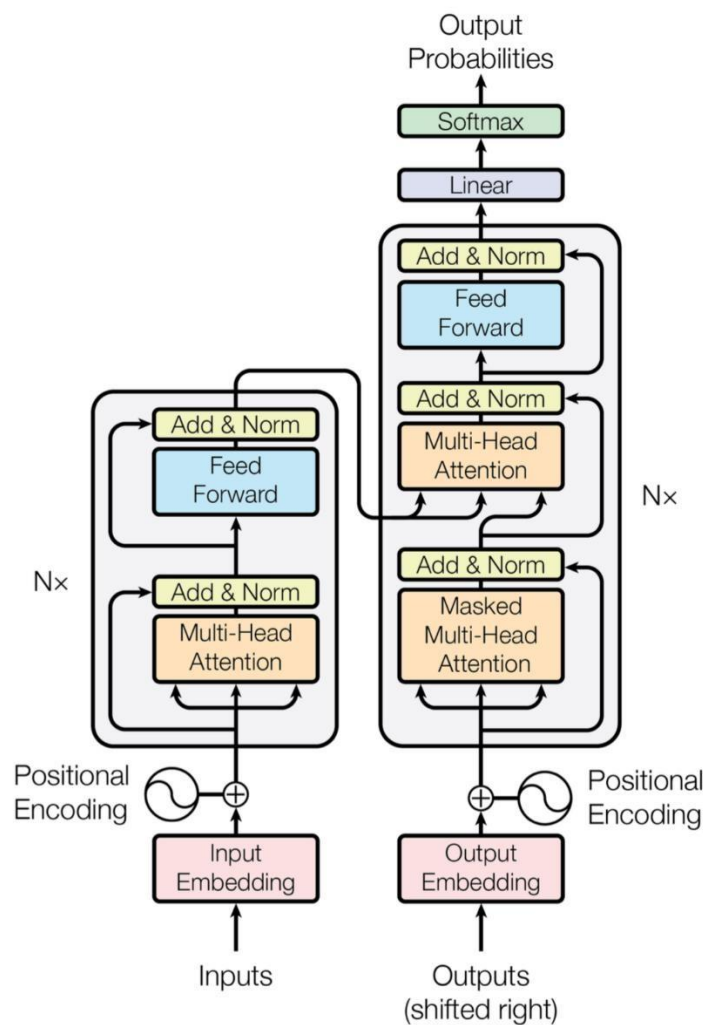 Output
Probabilities
Softmax
Linear
Add & Norm
Feed
Forward
Add & Norm
Multi-Head
Attention
Add & Norm
Masked
Multi-Head
Attention
N×
Add & Norm
Feed
Forward
Add & Norm
Multi-Head
Attention
N×
Positional
Encoding
Positional
Encoding
Input
Embedding
Output
Embedding
Inputs
Outputs
(shifted right)